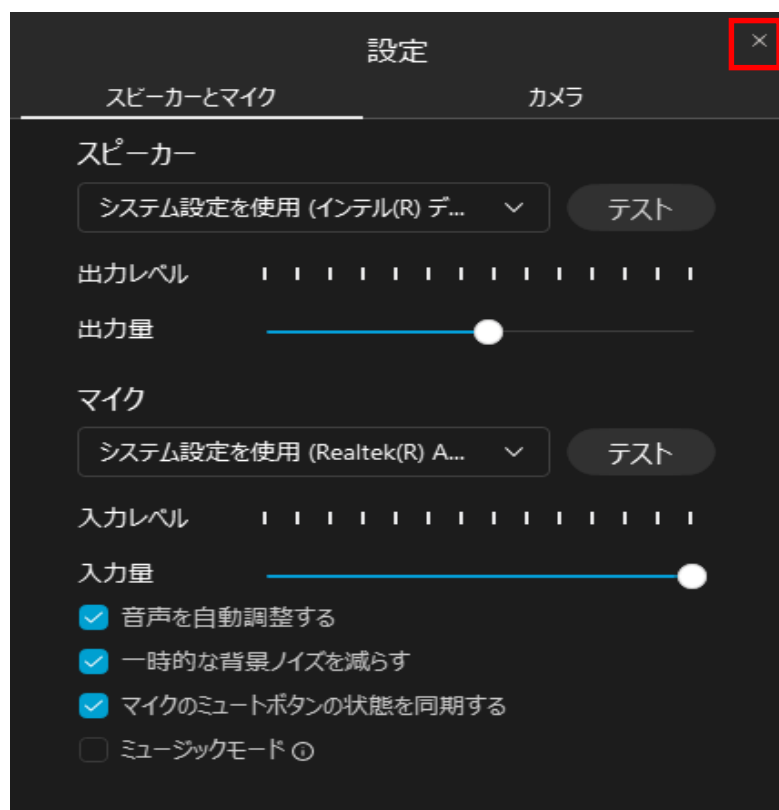 設定
スピーカーとマイク カメラ
スピーカー
システム設定を使用 (インテル(R) デ... テスト
出力レベル
出力量
マイク
システム設定を使用 (Realtek(R) A... テスト
入力レベル
入力量
音声を自動調整する
一時的な背景ノイズを減らす
マイクのミュートボタンの状態を同期する
ミュージックモード